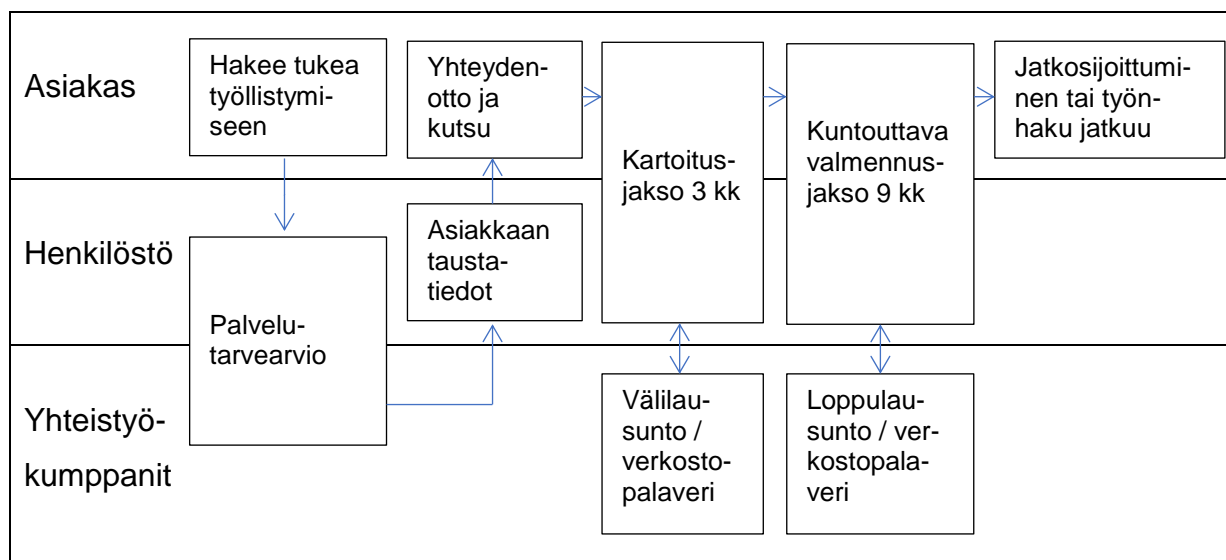 Asiakas
Hakee tukea
työllistymi-
seen
Yhteyden-
otto ja
kutsu
Kartoitus-
jakso 3 kk
Kuntouttava
valmennus-
jakso 9 kk
Jatkosijoittumi-
nen tai työn-
haku jatkuu
Henkilöstö
Palvelu-
tarvearvio
Asiakkaan
tausta-
tiedot
Yhteistyö-
kumppanit
Välilau-
sunto /
verkosto-
palaveri
Loppulau-
sunto / ver-
kostopala-
veri